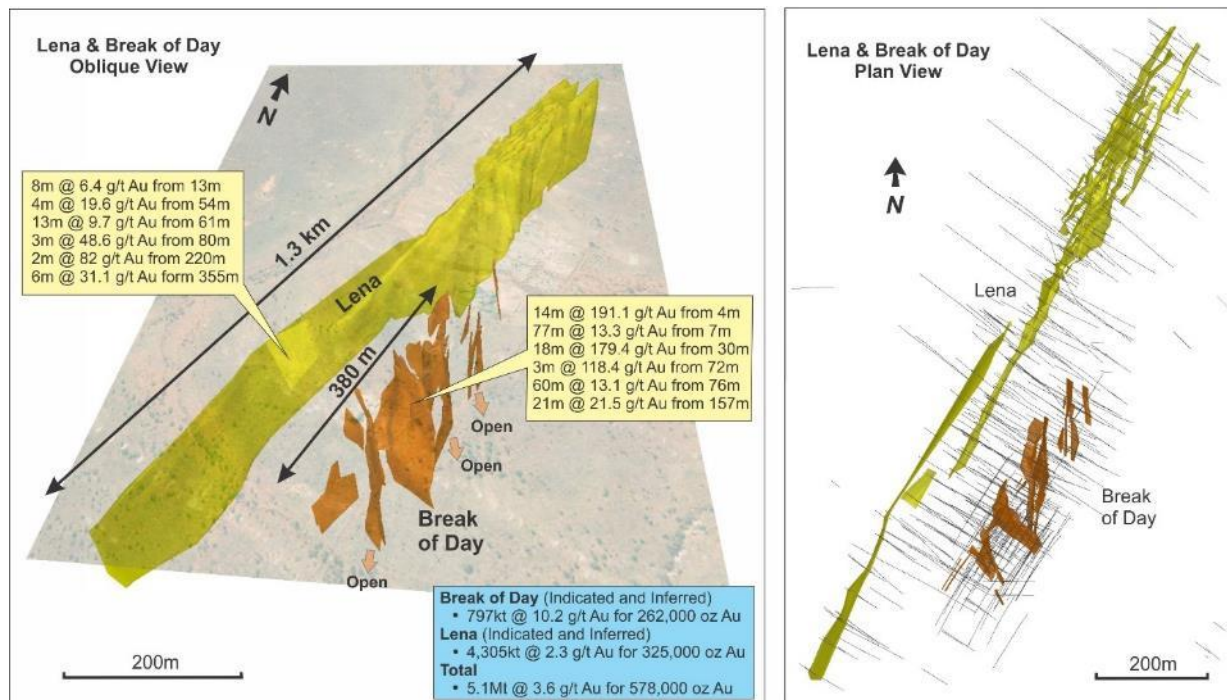 Lena & Break of Day
Oblique View
N
8m @ 6.4 g/t Au from 13m
4m @ 19.6 g/t Au from 54m
13m @ 9.7 g/t Au from 61m
3m @ 48.6 g/t Au from 80m
2m @ 82 g/t Au from 220m
6m @ 31.1 g/t Au form 355m
1.3 km
Lena
380 m
14m @ 191.1 g/t Au from 4m
77m @ 13.3 g/t Au from 7m
18m @ 179.4 g/t Au from 30m
3m @ 118.4 g/t Au from 72m
60m @ 13.1 g/t Au from 76m
21m @ 21.5 g/t Au from 157m
Open
Open
Open
Break
of Day
Break of Day (Indicated and Inferred)
• 797kt @ 10.2 g/t Au for 262,000 oz Au
Lena (Indicated and Inferred)
• 4,305kt @ 2.3 g/t Au for 325,000 oz Au
Total
• 5.1Mt @ 3.6 g/t Au for 578,000 oz Au
200m
Lena & Break of Day
Plan View
N
Lena
Break
of Day
200m